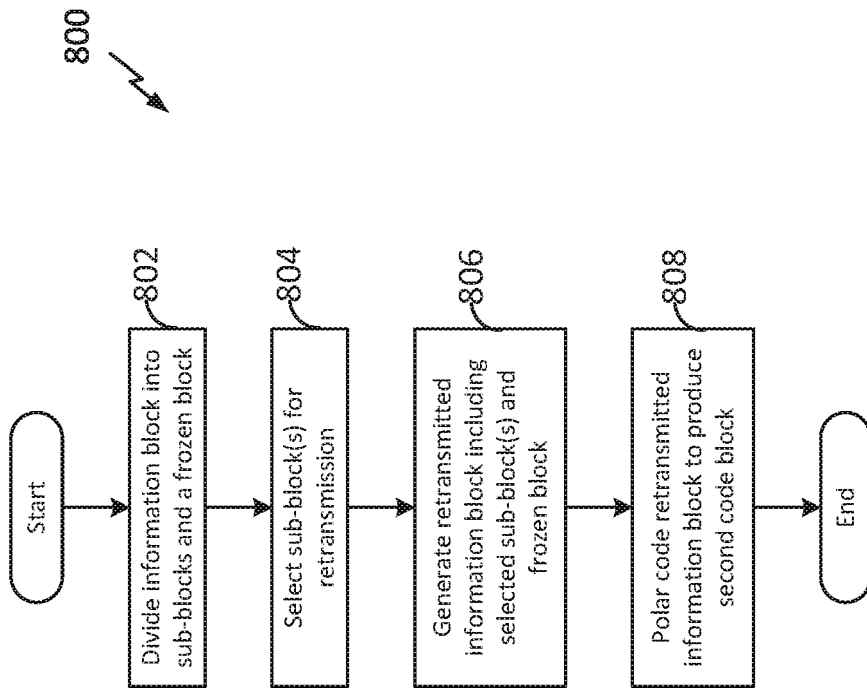 800
Start
802
Divide information block into
sub-blocks and a frozen block
804
Select sub-block(s) for
retransmission
806
Generate retransmitted
information block including
selected sub-block(s) and
frozen block
808
Polar code retransmitted
information block to produce
second code block
End